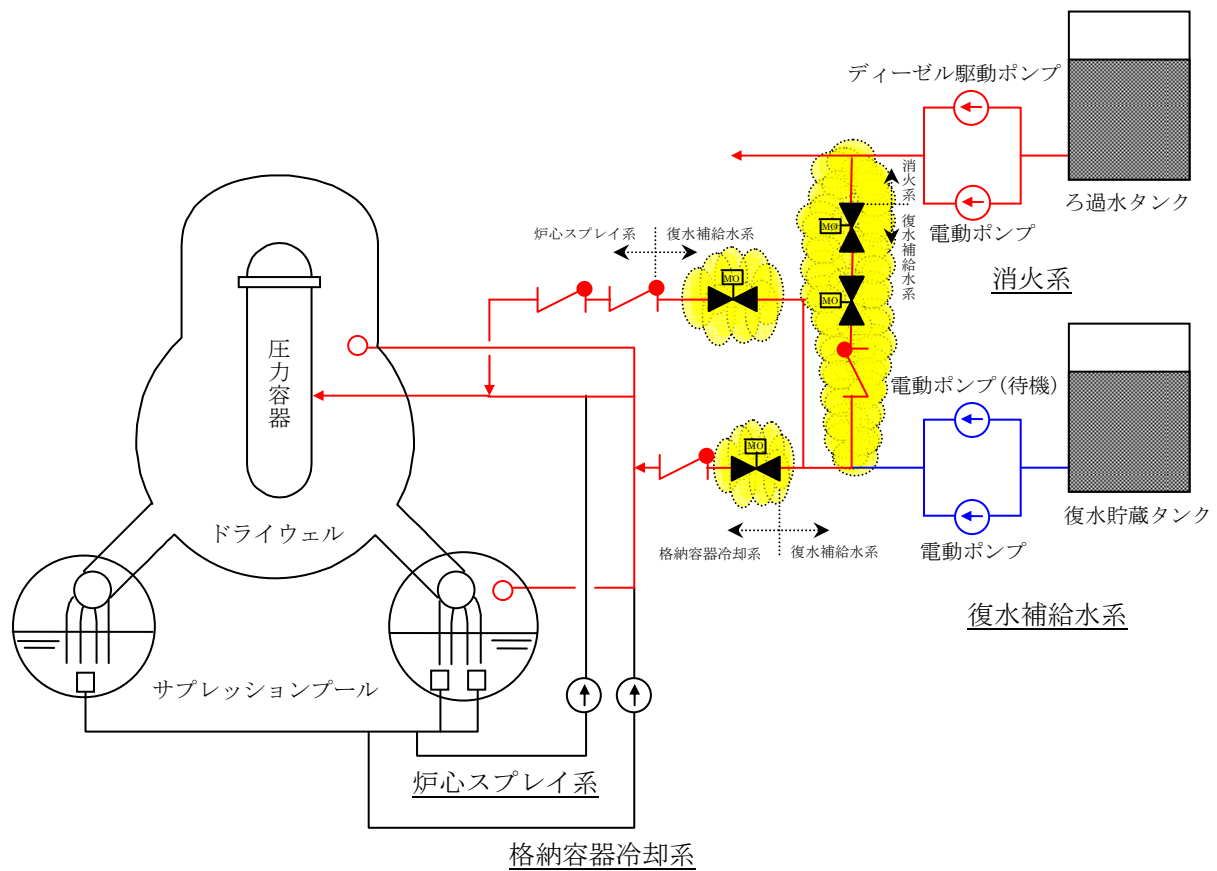 ディーゼル駆動ポンプ
ろ過水タンク
電動ポンプ
消火系
消火系
復水補給水系
MO
MO
炉心スプレイ系
復水補給水系
MO
圧力容器
電動ポンプ(待機)
MO
復水貯蔵タンク
電動ポンプ
格納容器冷却系
復水補給水系
復水補給水系
ドライウェル
サプレッションプール
炉心スプレイ系
格納容器冷却系